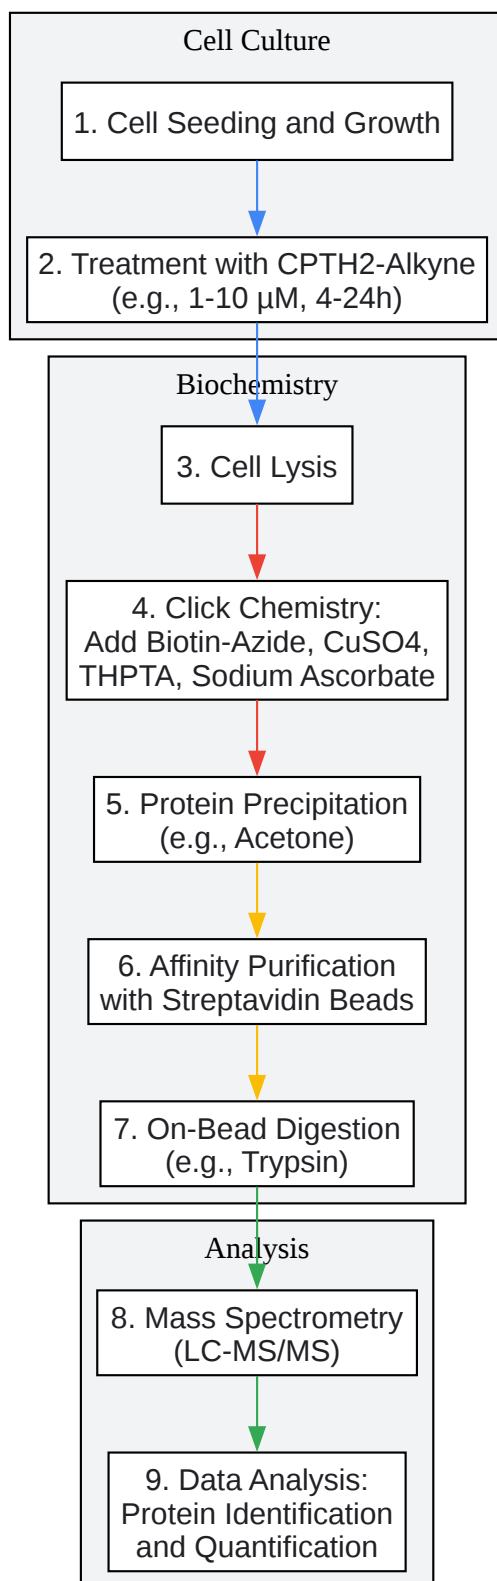 Cell Culture
1. Cell Seeding and Growth
2. Treatment with CPTH2-Alkyne
(e.g., 1-10 µM, 4-24h)
Biochemistry
3. Cell Lysis
4. Click Chemistry:
Add Biotin-Azide, CuSO4,
THPTA, Sodium Ascorbate
5. Protein Precipitation
(e.g., Acetone)
6. Affinity Purification
with Streptavidin Beads
7. On-Bead Digestion
(e.g., Trypsin)
Analysis
8. Mass Spectrometry
(LC-MS/MS)
9. Data Analysis:
Protein Identification
and Quantification